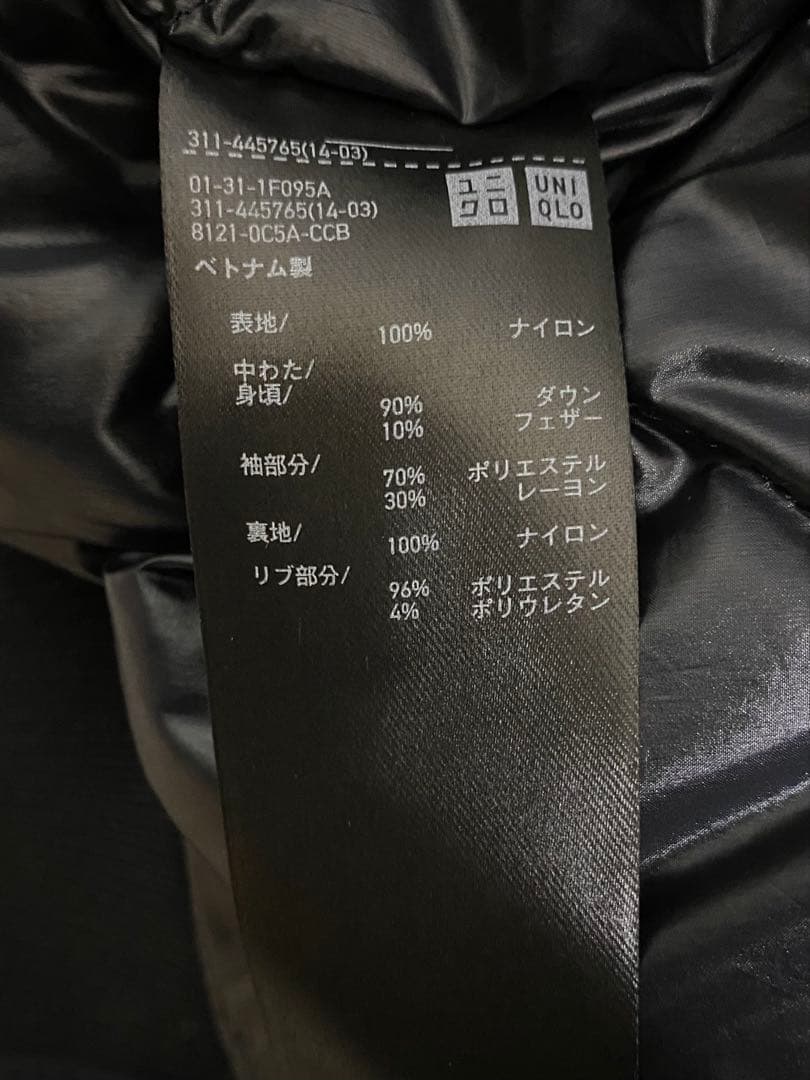 311-445765(14-03)
ユニ
クロ
UNI
QLO
01-31-1F095A
311-445765(14-03)
8121-0C5A-CCB
ベトナム製
表地/ 100% ナイロン
中わた/
身頃/ 90% ダウン
10% フェザー
袖部分/ 70% ポリエステル
30% レーヨン
裏地/ 100% ナイロン
リブ部分/ 96% ポリエステル
4% ポリウレタン